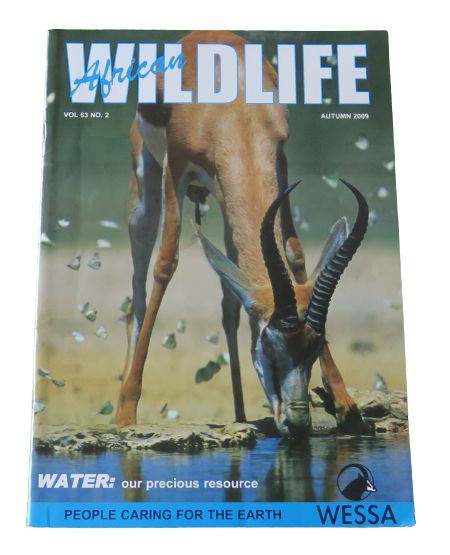 African WILDLIFE
VOL 63 NO. 2
AUTUMN 2009
WATER: our precious resource
PEOPLE CARING FOR THE EARTH
WESSA